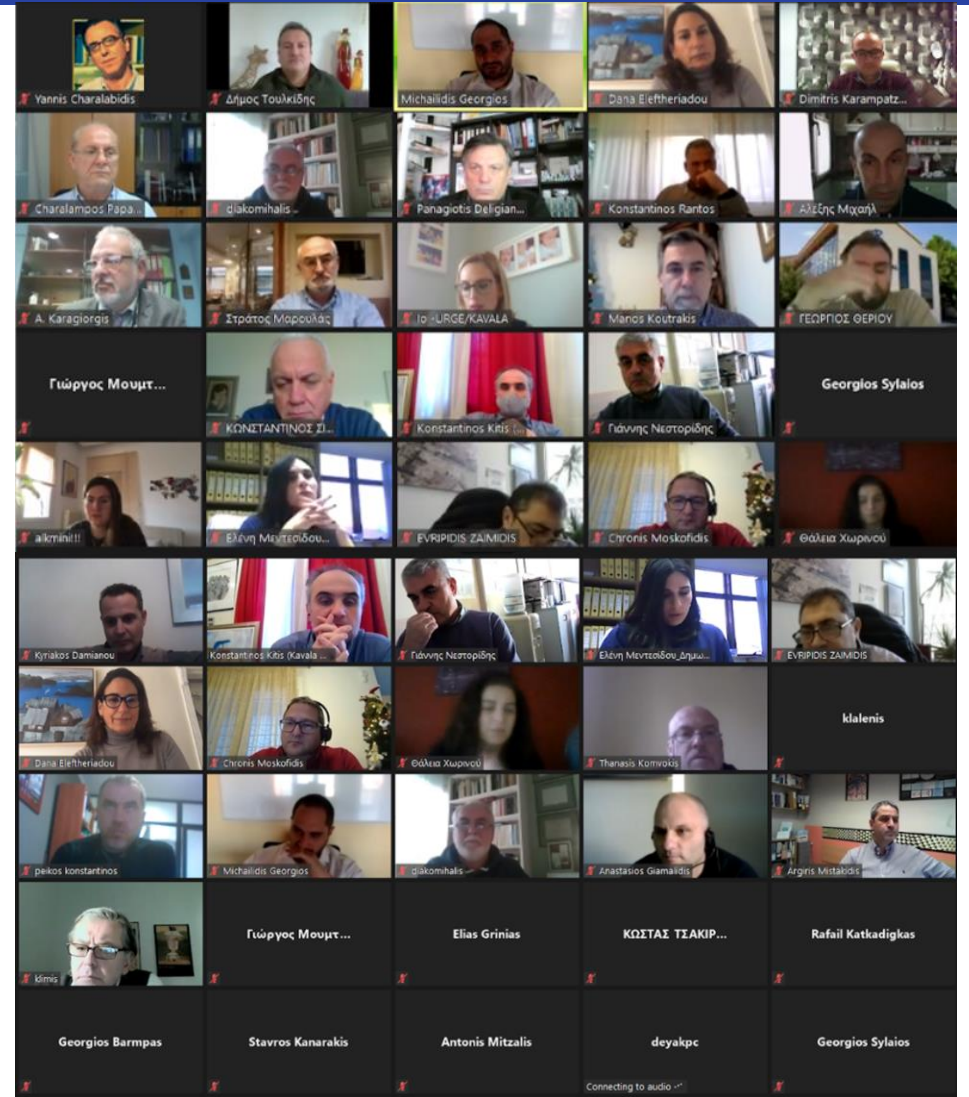 Yannis Charalabidis
Δήμος Τουλκίδης
Michailidis Georgios
Dana Eleftheriadou
Dimitris Karampatz...
Charalampos Papa...
diakomihalis
Panagiotis Deligian...
Konstantinos Rantos
Αλέξης Μιχαήλ
A. Karagiorgis
Στράτος Μαρουλάς
Io -URGE/KAVALA
Manos Koutrakis
ΓΕΩΡΓΙΟΣ ΘΕΡΙΟΥ
Γιώργος Μουμτ...
ΚΩΝΣΤΑΝΤΙΝΟΣ ΣΙ...
Konstantinos Kitis (...
Γιάννης Νεστορίδης
Georgios Sylaios
alkmini!!!
Ελένη Μεντεσίδου...
EVRIPIDIS ZAIMIDIS
Chronis Moskofidis
Θάλεια Χωρινού
Kyriakos Damianou
Konstantinos Kitis (Kavala ...
Γιάννης Νεστορίδης
Ελένη Μεντεσίδου_Δημω...
EVRIPIDIS ZAIMIDIS
Dana Eleftheriadou
Chronis Moskofidis
Θάλεια Χωρινού
Thanasis Komvokis
klalenis
peikos konstantinos
Michailidis Georgios
diakomihalis
Anastasios Giamalidis
Argiris Mistakidis
klimis
Γιώργος Μουμτ...
Elias Grinias
ΚΩΣΤΑΣ ΤΣΑΚΙΡ...
Rafail Katkadigkas
Georgios Barmpas
Stavros Kanarakis
Antonis Mitzalis
deyakpc
Connecting to audio
Georgios Sylaios